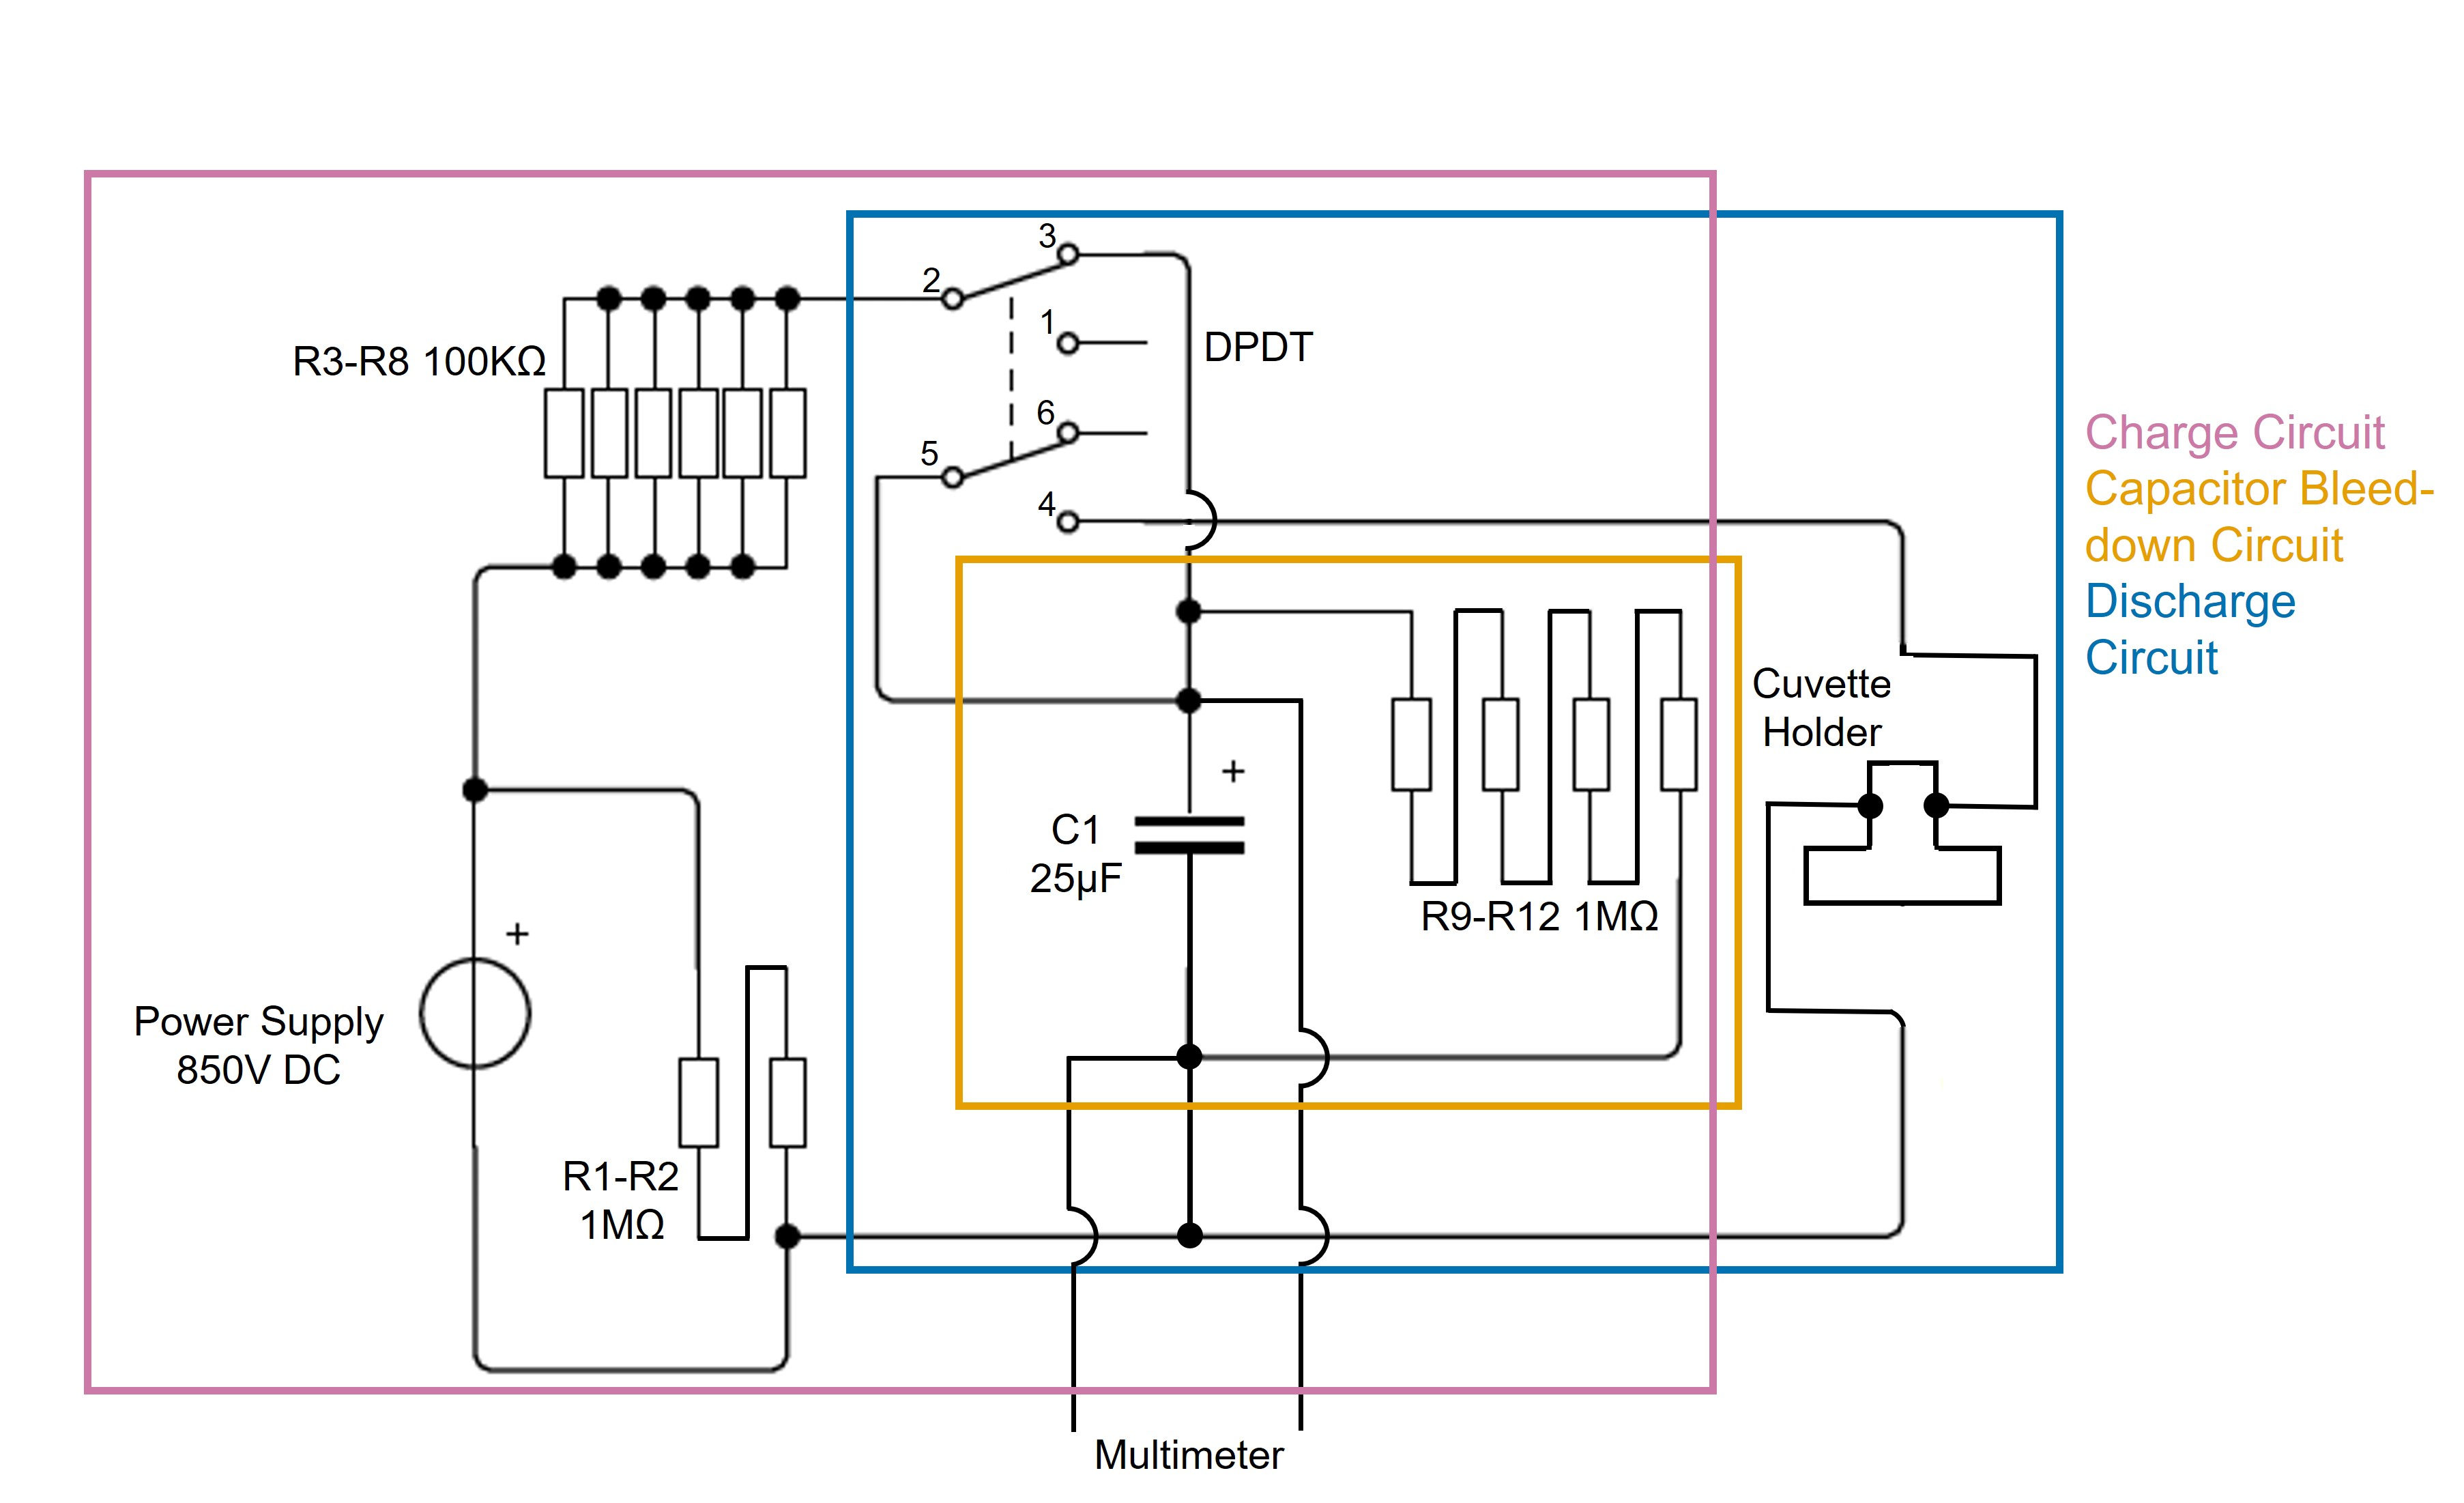 3
2
1
DPDT
R3-R8 100KΩ
6
5
4
Charge Circuit
Capacitor Bleed-
down Circuit
Discharge
Circuit
Cuvette
Holder
+
C1
25µF
R9-R12 1MΩ
+
Power Supply
850V DC
R1-R2
1MΩ
Multimeter